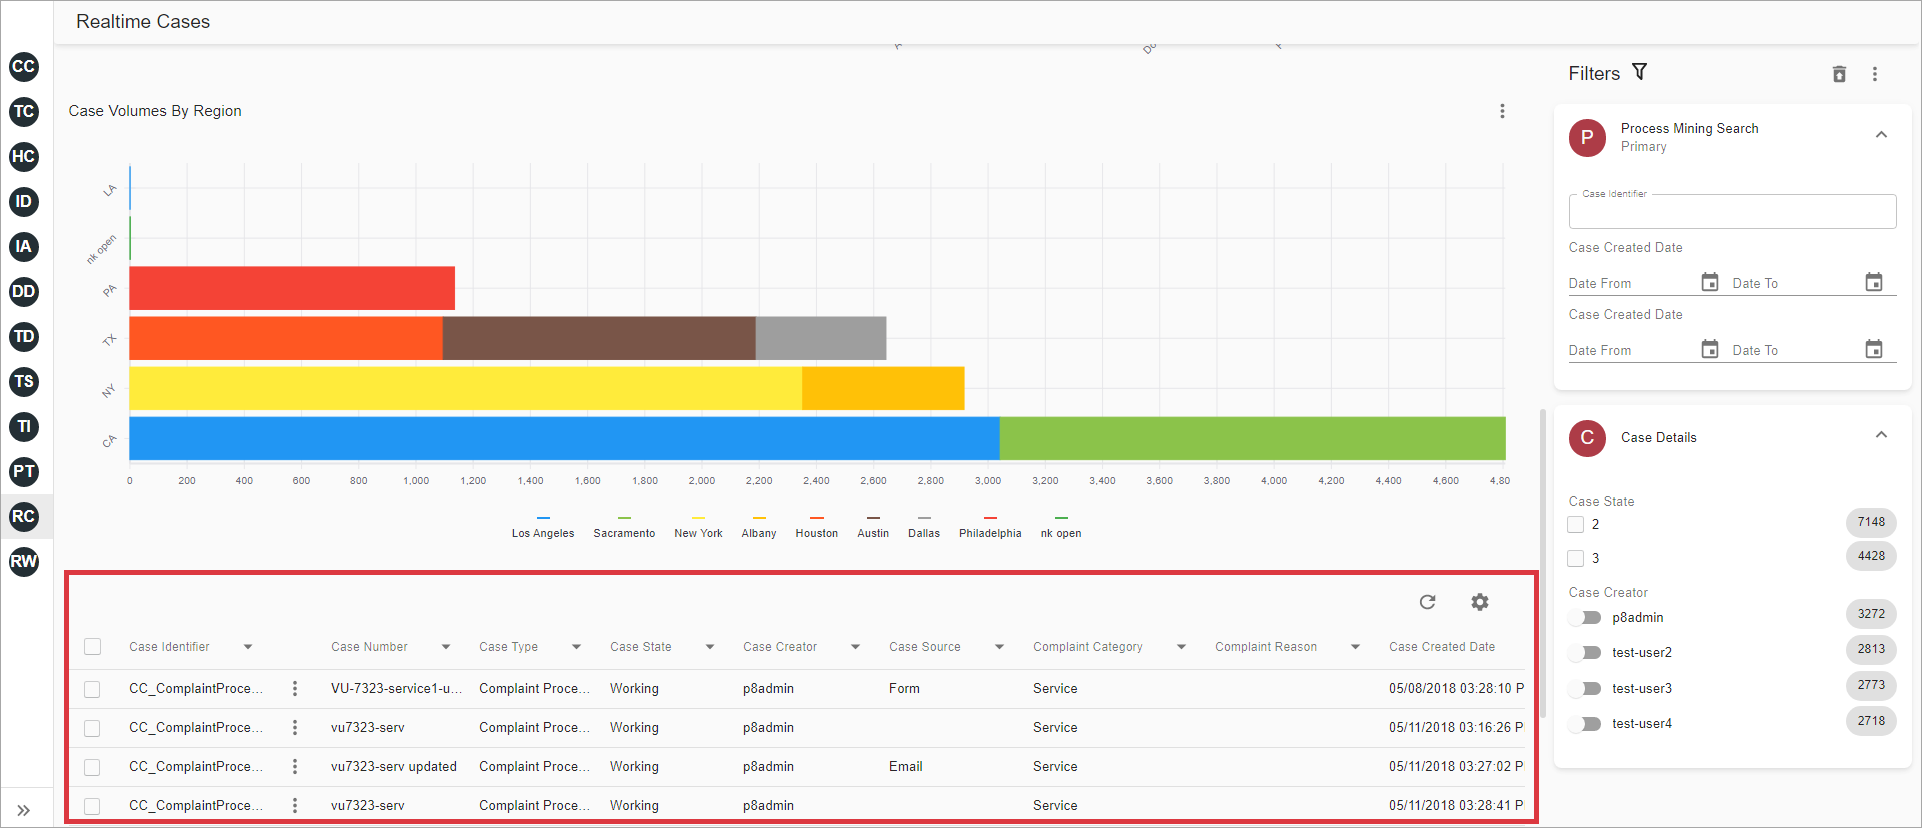 Realtime Cases
CC
TC
HC
ID
IA
DD
TD
TS
TI
PT
RC
RW
Case Volumes By Region
LA
nk open
PA
TX
NY
CA
0 200 400 600 800 1,000 1,200 1,400 1,600 1,800 2,000 2,200 2,400 2,600 2,800 3,000 3,200 3,400 3,600 3,800 4,000 4,200 4,400 4,600 4,80
Los Angeles Sacramento New York Albany Houston Austin Dallas Philadelphia nk open
Case Identifier Case Number Case Type Case State Case Creator Case Source Complaint Category Complaint Reason Case Created Date
CC_ComplaintProce... VU-7323-service1-u... Complaint Proce... Working p8admin Form Service 05/08/2018 03:28:10 P
CC_ComplaintProce... vu7323-serv Complaint Proce... Working p8admin Service 05/11/2018 03:16:26 P
CC_ComplaintProce... vu7323-serv updated Complaint Proce... Working p8admin Email Service 05/11/2018 03:27:02 P
CC_ComplaintProce... vu7323-serv Complaint Proce... Working p8admin Service 05/11/2018 03:28:41 P
Filters
P
Process Mining Search
Primary
Case Identifier
Case Created Date
Date From Date To
Case Created Date
Date From Date To
C
Case Details
Case State
2 7148
3 4428
Case Creator
p8admin 3272
test-user2 2813
test-user3 2773
test-user4 2718